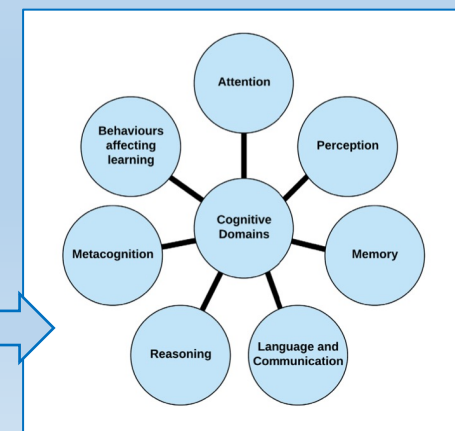 Attention
Behaviours
affecting
learning
Perception
Cognitive
Domains
Metacognition
Memory
Reasoning
Language and
Communication